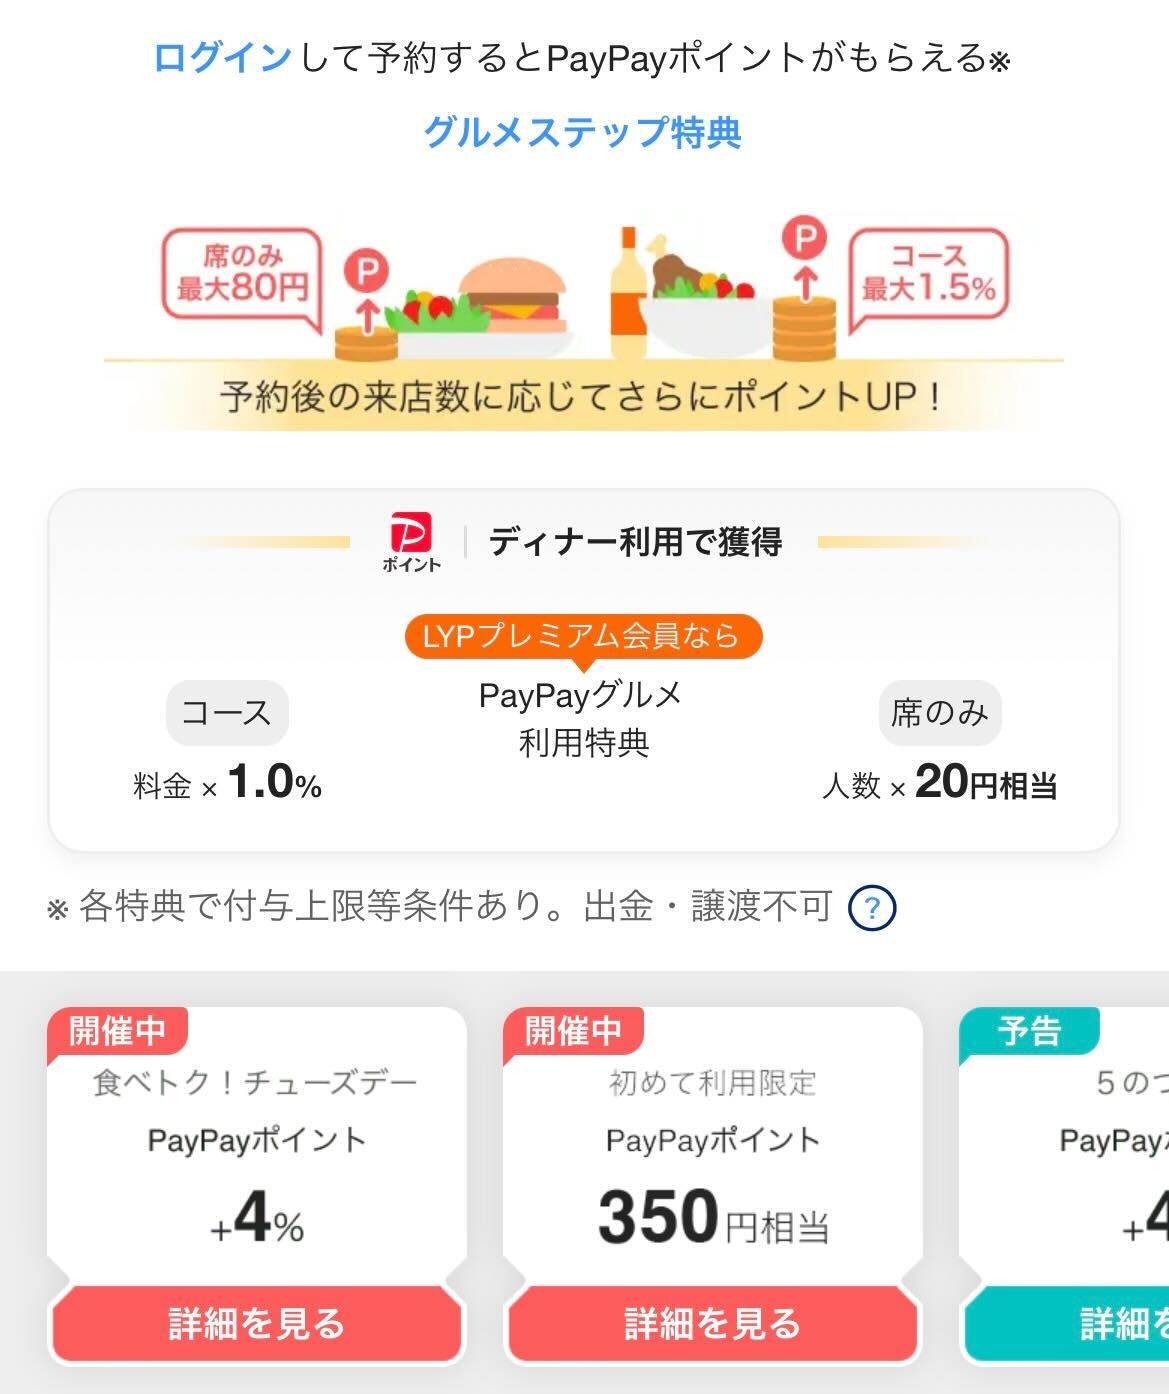 ログインして予約するとPayPayポイントがもらえる※
グルメステップ特典
席のみ
最大80円
P
P
コース
最大1.5%
予約後の来店数に応じてさらにポイントUP！
P
ポイント
ディナー利用で獲得
LYPプレミアム会員なら
PayPayグルメ
利用特典
コース
料金 × 1.0%
席のみ
人数 × 20円相当
※ 各特典で付与上限等条件あり。出金・譲渡不可 ?
開催中
食べトク！チューズデー
PayPayポイント
+4%
詳細を見る
開催中
初めて利用限定
PayPayポイント
350円相当
詳細を見る
予告
5のつ
PayPay
+4
詳細を